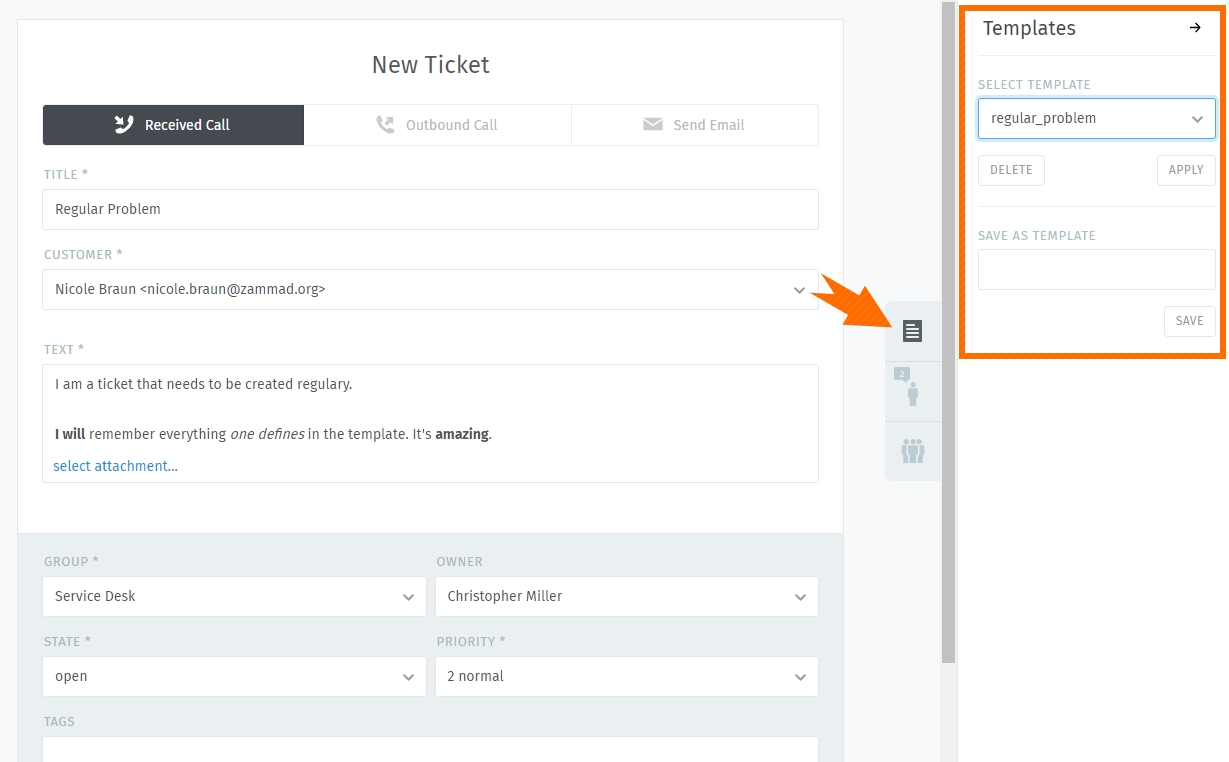 New Ticket
Received Call
Outbound Call
Send Email
TITLE *
Regular Problem
CUSTOMER *
Nicole Braun <nicole.braun@zammad.org>
TEXT *
I am a ticket that needs to be created regulary.
I will remember everything one defines in the template. It's amazing.
select attachment...
GROUP *
OWNER
Service Desk
Christopher Miller
STATE *
PRIORITY *
open
2 normal
TAGS
2
Templates
SELECT TEMPLATE
regular_problem
DELETE
APPLY
SAVE AS TEMPLATE
SAVE